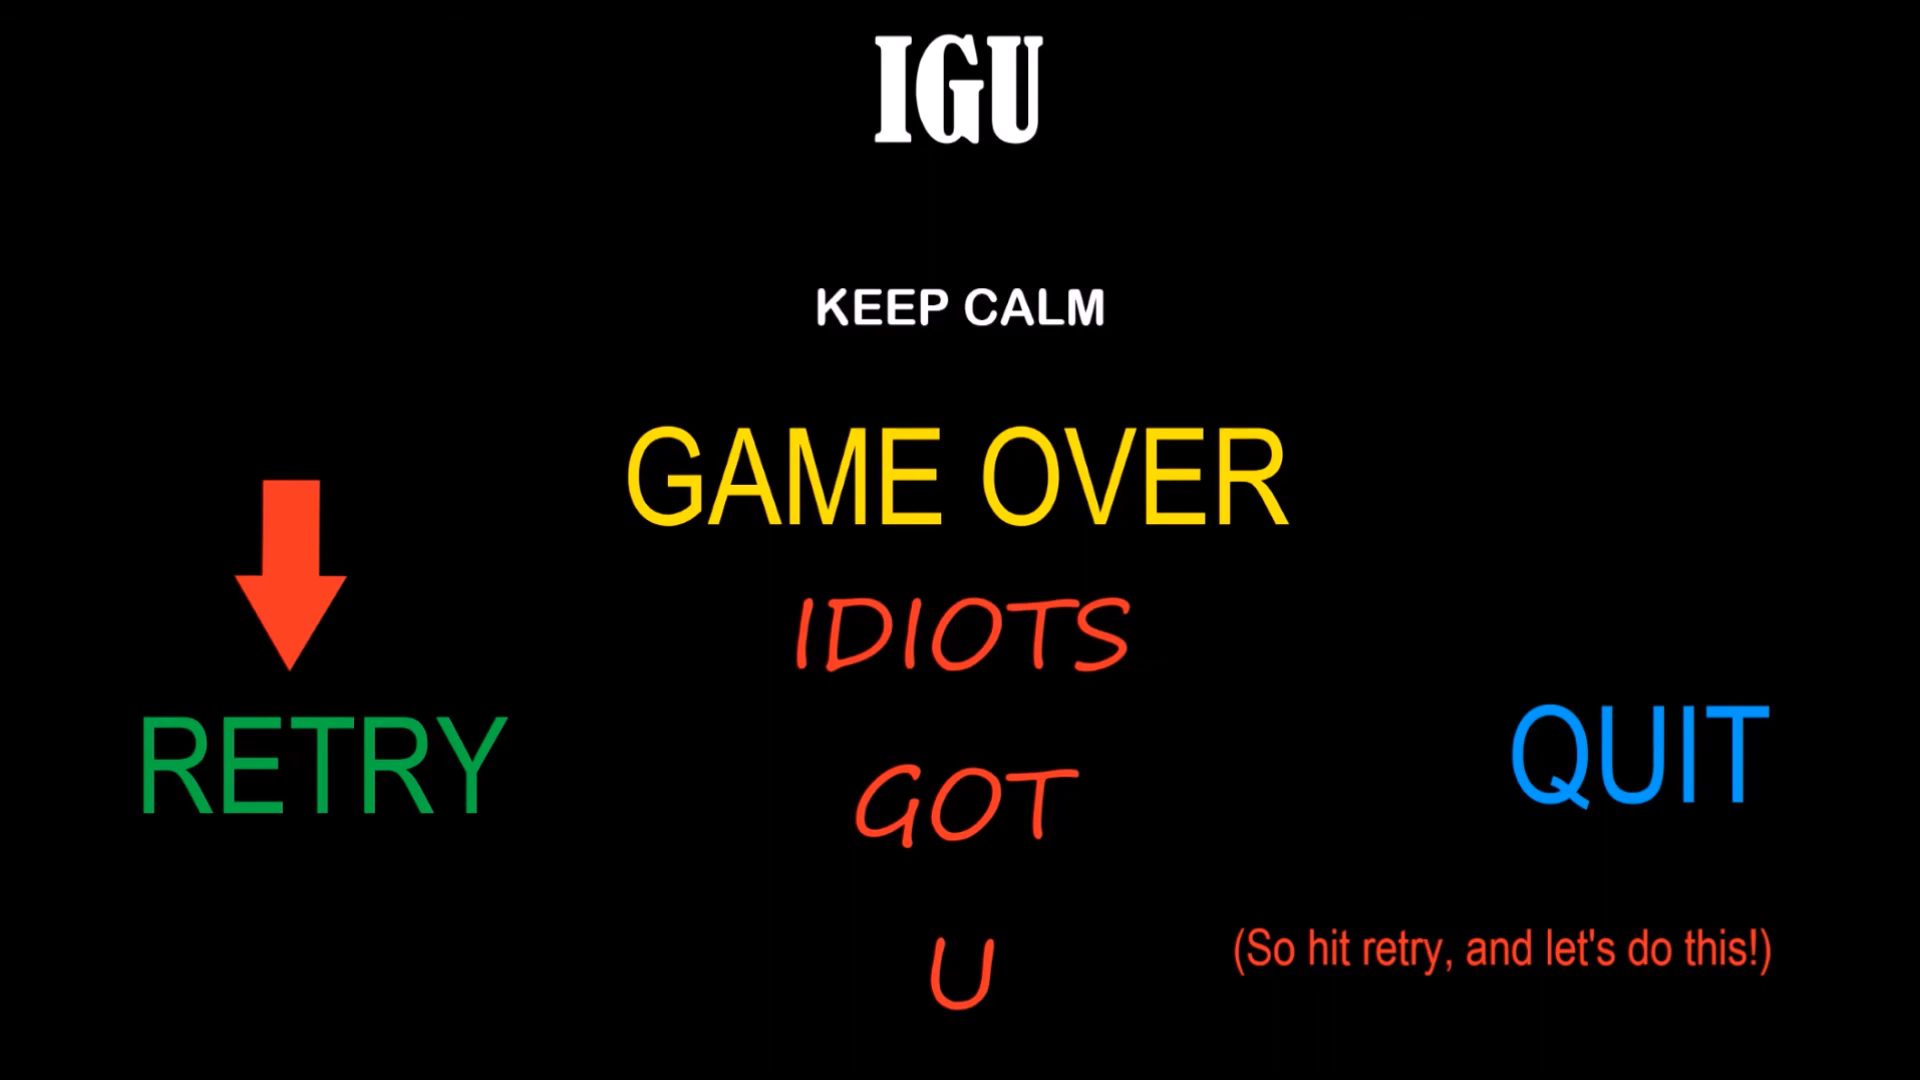 IGU
KEEP CALM
GAME OVER
IDIOTS
RETRY
GOT
QUIT
U
(So hit retry, and let's do this!)